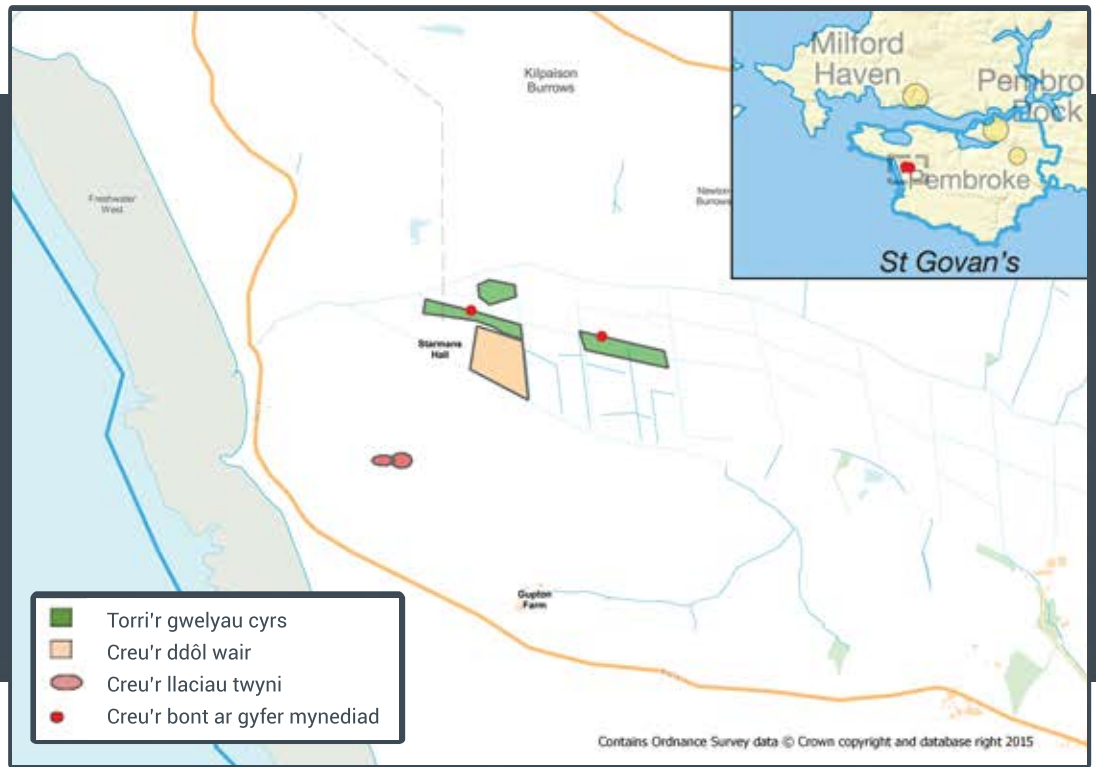 Kilpaison
Burrows
Freshwater
West
Newton
Burrows
Milford
Haven
Pembro
Dock
Pembroke
St Govan's
Starmans
Hall
Gupton
Farm
Torri'r gwelyau cyrs
Creu'r ddôl wair
Creu'r llaciau twyni
Creu'r bont ar gyfer mynediad
Contains Ordnance Survey data © Crown copyright and database right 2015